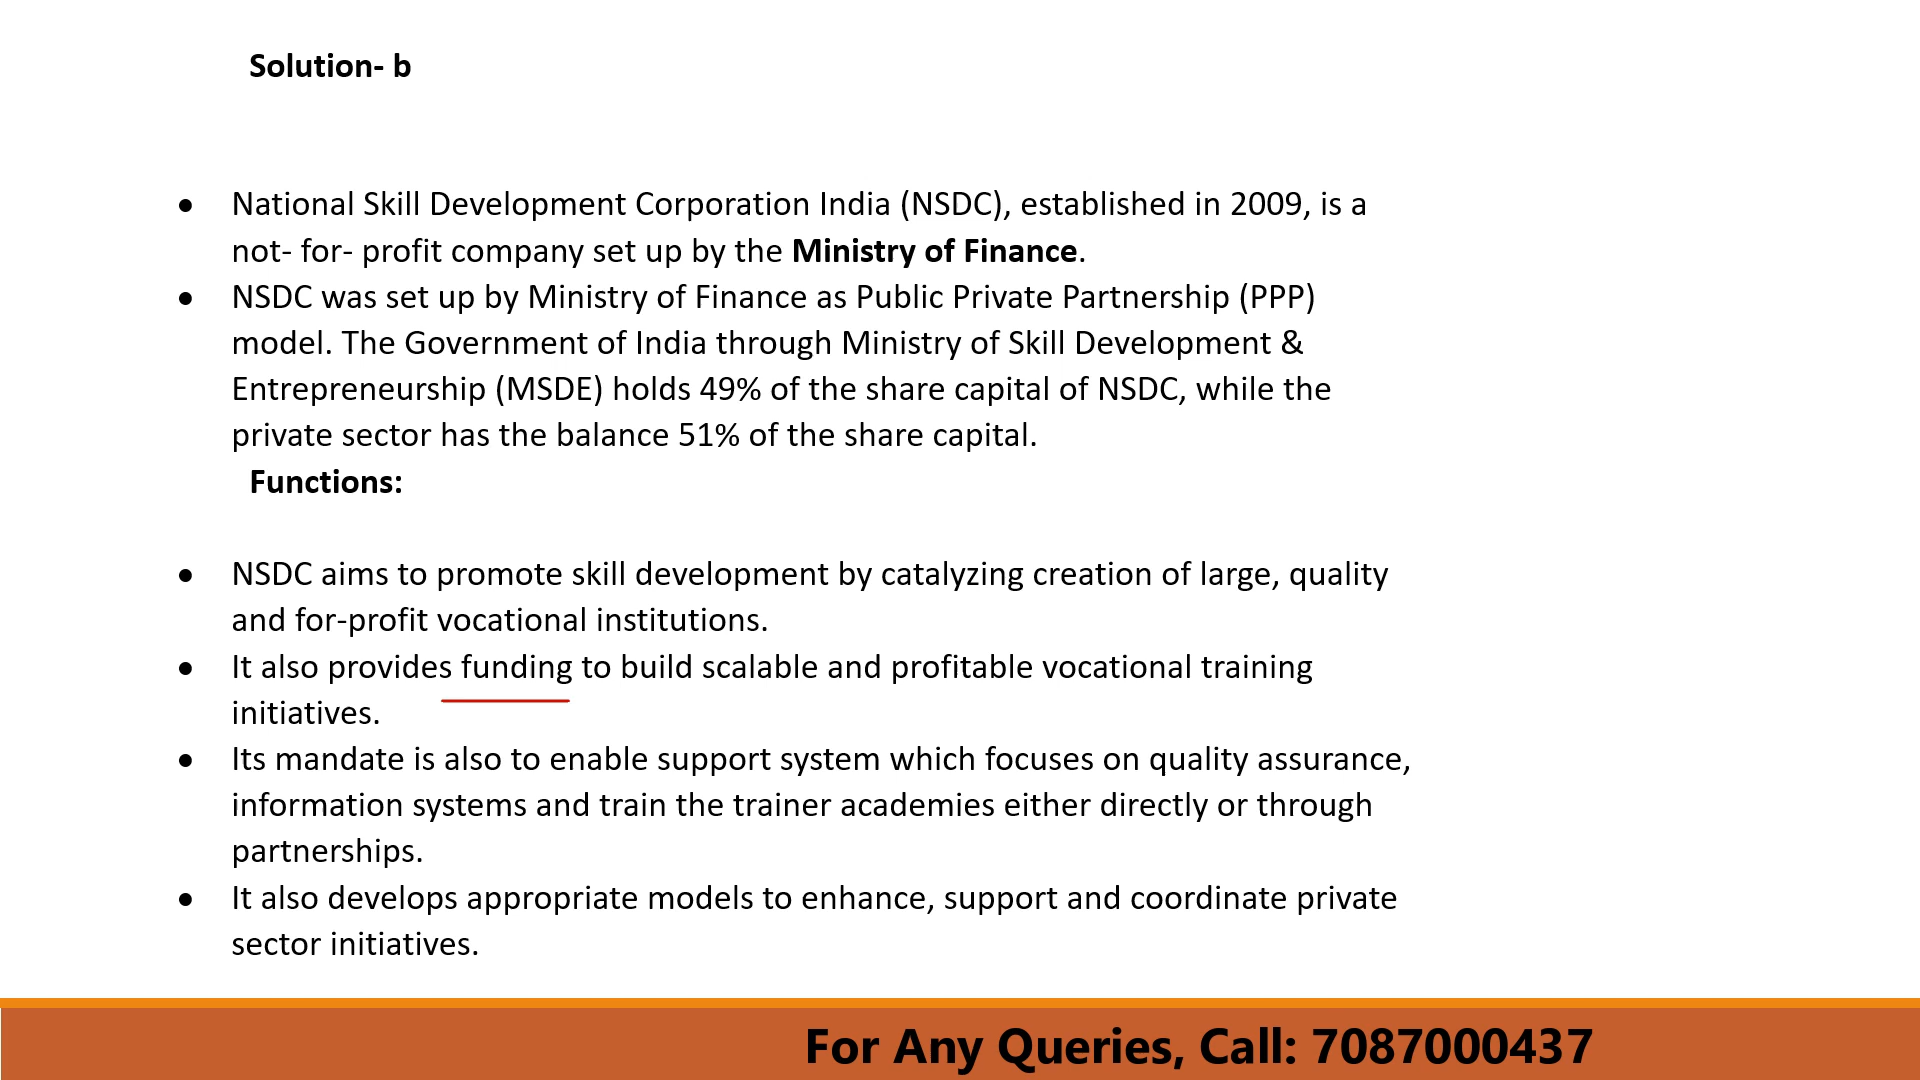 Solution- b
• National Skill Development Corporation India (NSDC), established in 2009, is a
not- for- profit company set up by the Ministry of Finance.
• NSDC was set up by Ministry of Finance as Public Private Partnership (PPP)
model. The Government of India through Ministry of Skill Development &
Entrepreneurship (MSDE) holds 49% of the share capital of NSDC, while the
private sector has the balance 51% of the share capital.
Functions:
• NSDC aims to promote skill development by catalyzing creation of large, quality
and for-profit vocational institutions.
• It also provides funding to build scalable and profitable vocational training
initiatives.
• Its mandate is also to enable support system which focuses on quality assurance,
information systems and train the trainer academies either directly or through
partnerships.
• It also develops appropriate models to enhance, support and coordinate private
sector initiatives.
For Any Queries, Call: 7087000437